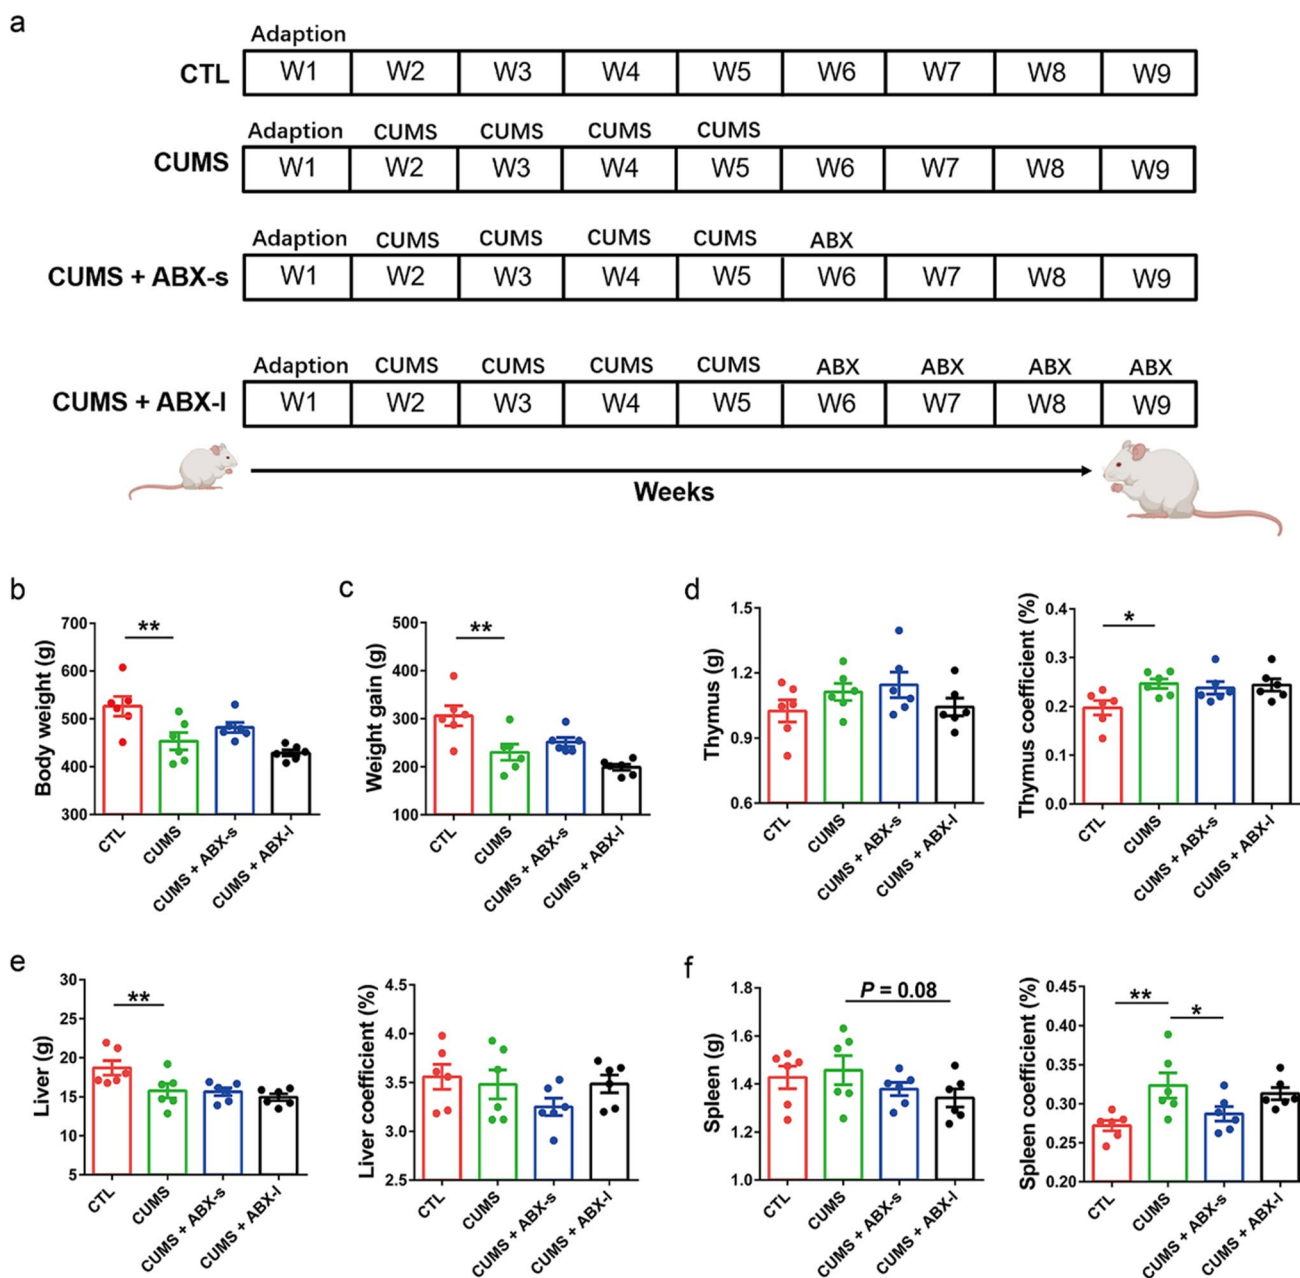 a
Adaption
CTL W1 W2 W3 W4 W5 W6 W7 W8 W9
Adaption CUMS CUMS CUMS CUMS
CUMS W1 W2 W3 W4 W5 W6 W7 W8 W9
Adaption CUMS CUMS CUMS CUMS ABX
CUMS + ABX-s W1 W2 W3 W4 W5 W6 W7 W8 W9
Adaption CUMS CUMS CUMS CUMS ABX ABX ABX ABX
CUMS + ABX-l W1 W2 W3 W4 W5 W6 W7 W8 W9
Weeks
b
Body weight (g)
700
600
500
400
300
**
CTL
CUMS
CUMS + ABX-s
CUMS + ABX-l
c
Weight gain (g)
500
400
300
200
100
**
CTL
CUMS
CUMS + ABX-s
CUMS + ABX-l
d
Thymus (g)
1.5
1.2
0.9
0.6
CTL
CUMS
CUMS + ABX-s
CUMS + ABX-l
Thymus coefficient (%)
0.4
0.3
0.2
0.1
0.0
*
CTL
CUMS
CUMS + ABX-s
CUMS + ABX-l
e
Liver (g)
30
25
20
15
10
5
**
CTL
CUMS
CUMS + ABX-s
CUMS + ABX-l
Liver coefficient (%)
4.5
4.0
3.5
3.0
2.5
CTL
CUMS
CUMS + ABX-s
CUMS + ABX-l
f
Spleen (g)
1.8
1.6
1.4
1.2
1.0
P = 0.08
CTL
CUMS
CUMS + ABX-s
CUMS + ABX-l
Spleen coefficient (%)
0.45
0.40
0.35
0.30
0.25
0.20
**
*
CTL
CUMS
CUMS + ABX-s
CUMS + ABX-l